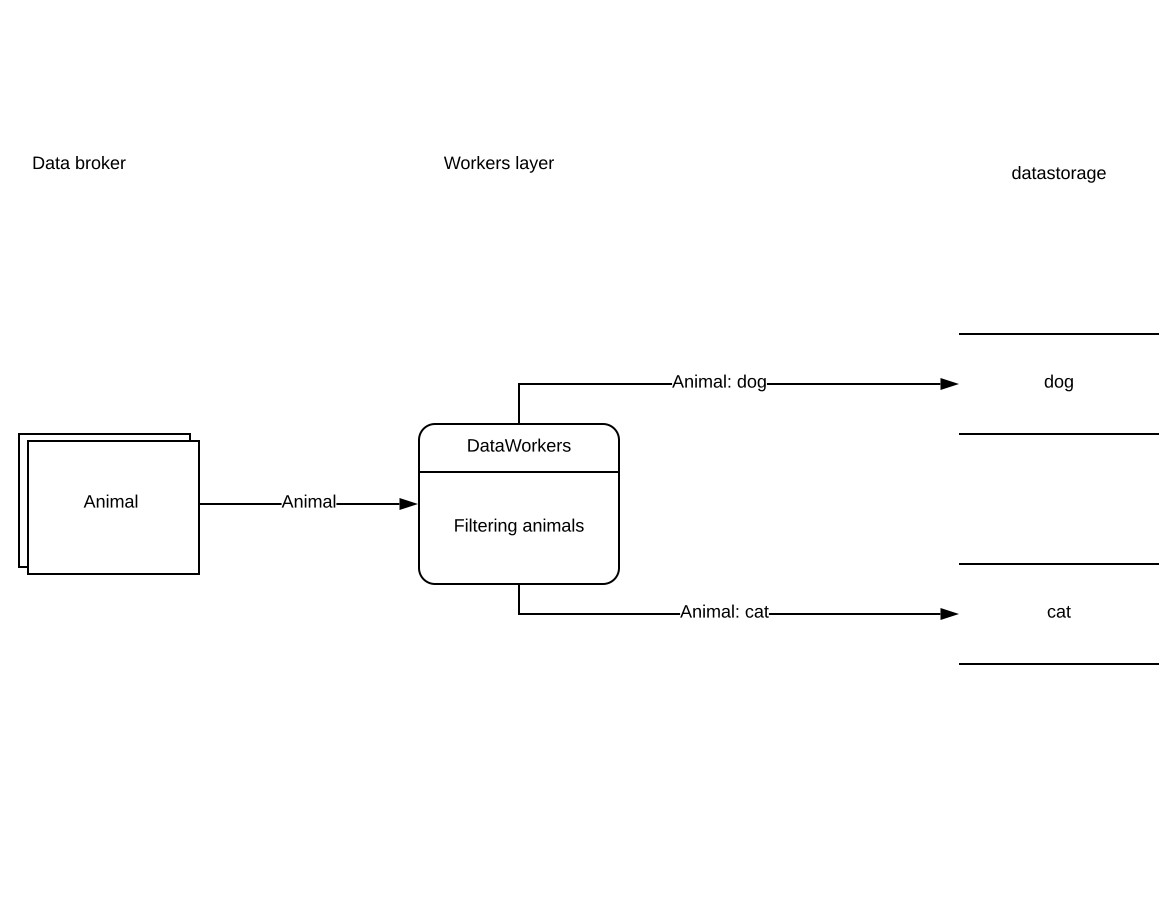 Data broker
Workers layer
datastorage
Animal: dog
dog
DataWorkers
Animal
Animal
Filtering animals
Animal: cat
cat